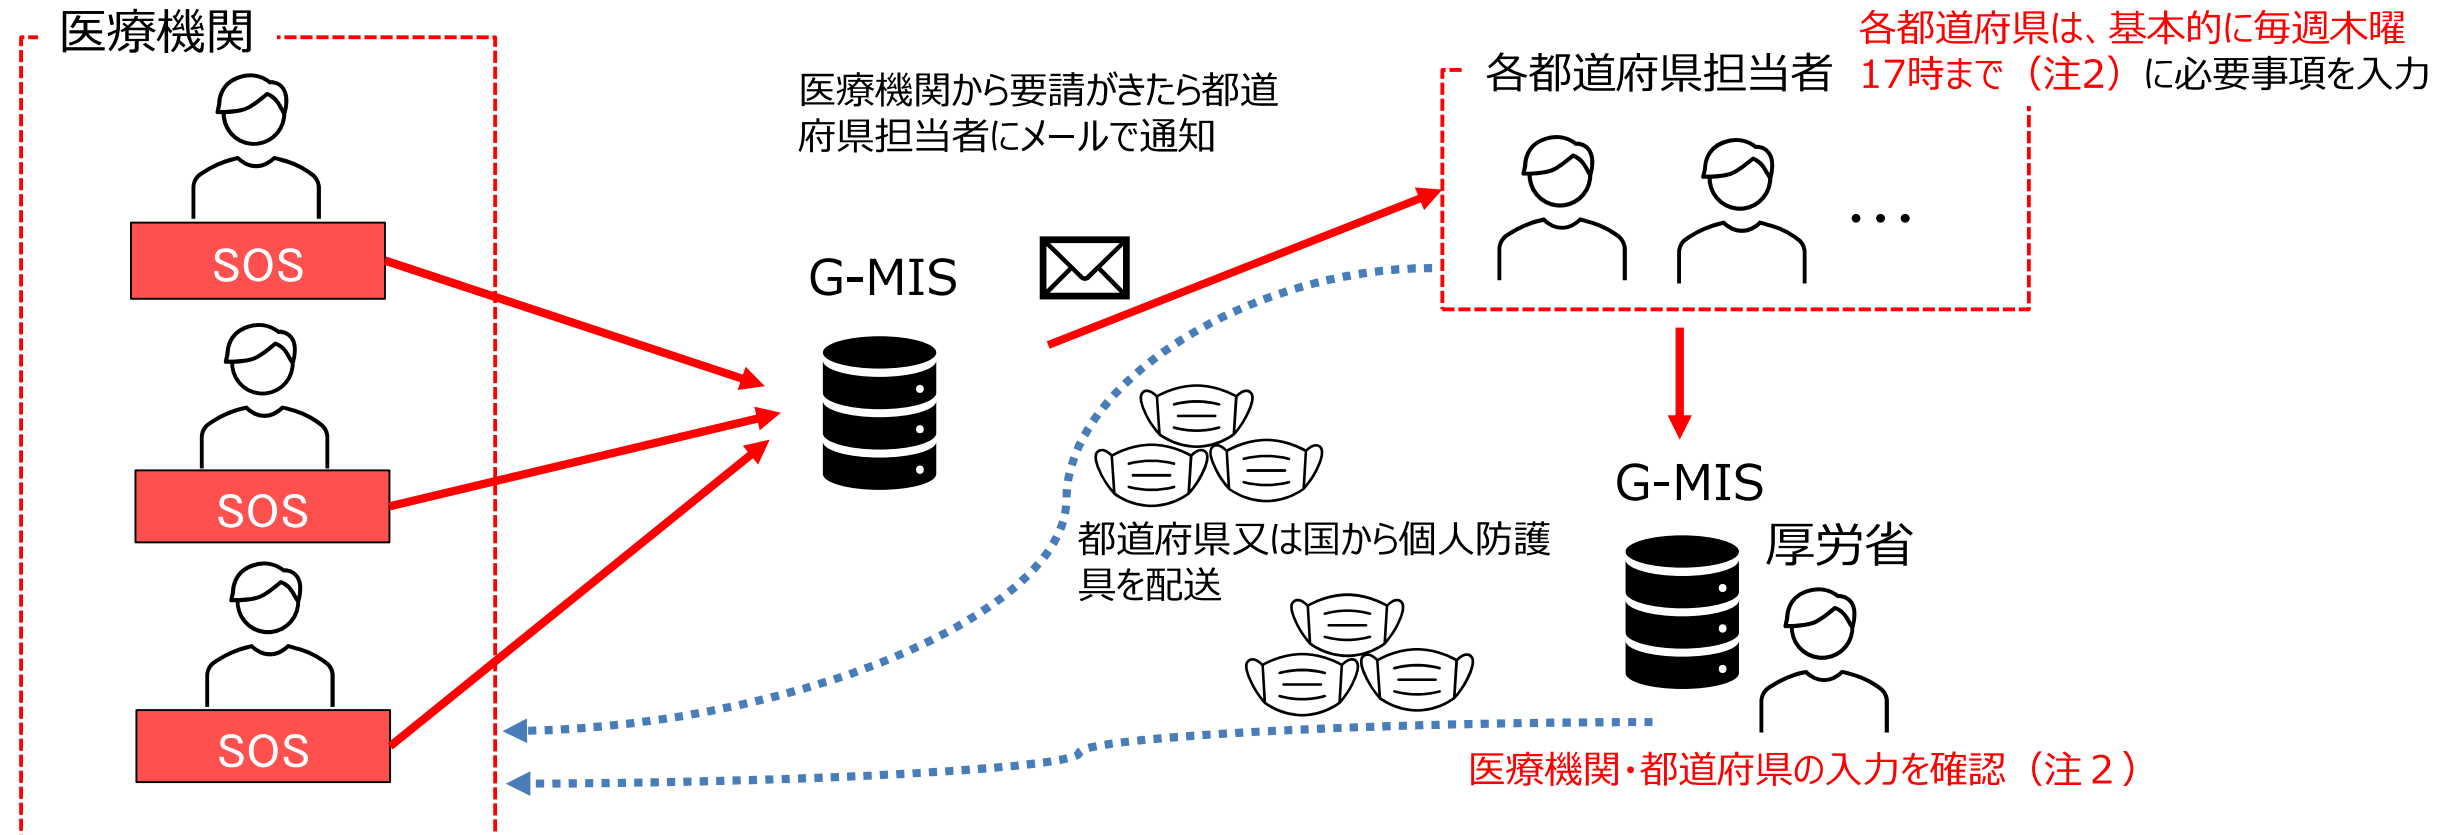 医療機関
SOS
SOS
SOS
医療機関から要請がきたら都道
府県担当者にメールで通知
G-MIS
各都道府県担当者
各都道府県は、基本的に毎週木曜
17時まで（注2）に必要事項を入力
…
都道府県又は国から個人防護
具を配送
G-MIS
厚労省
医療機関・都道府県の入力を確認（注２）